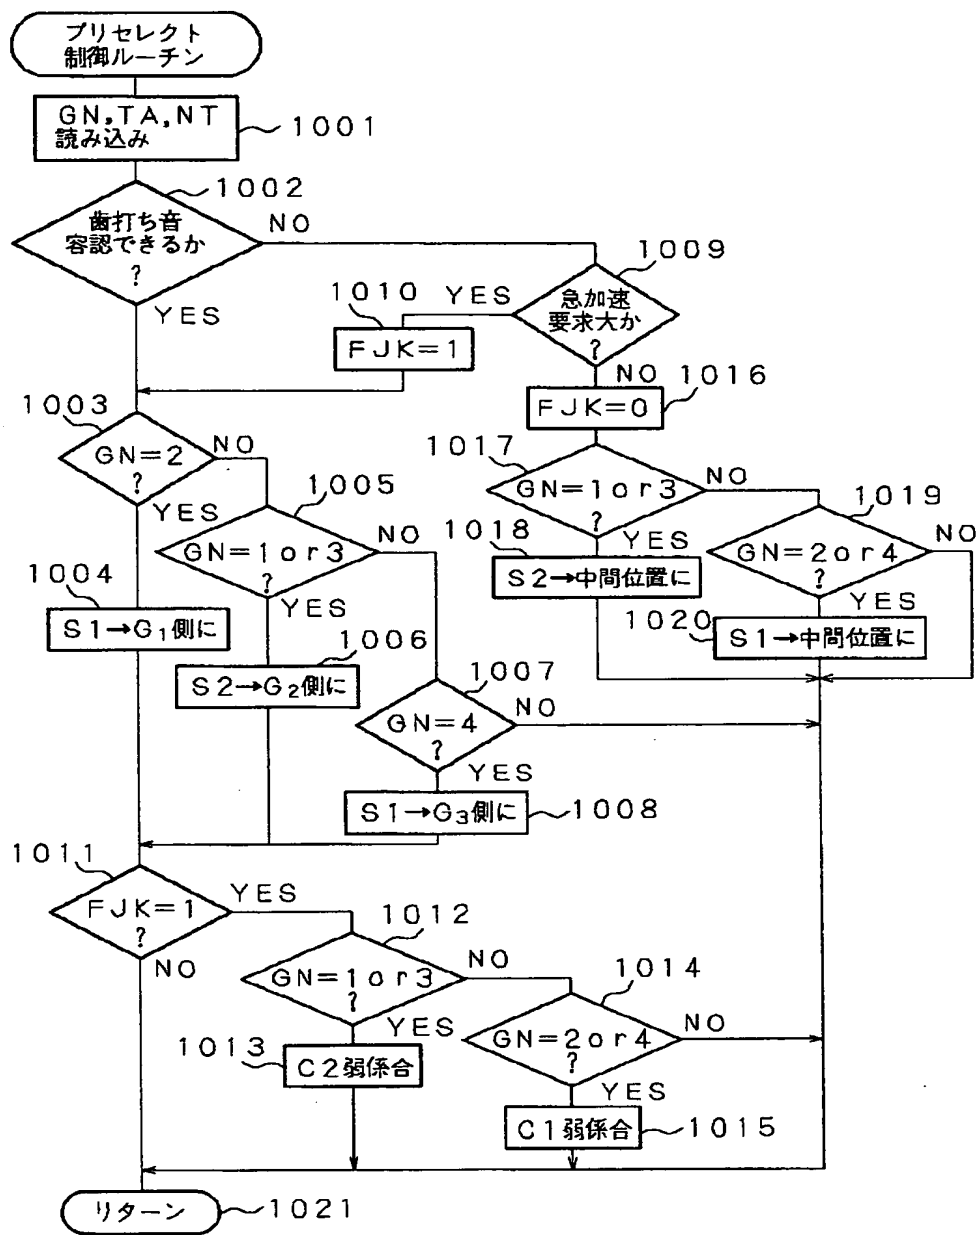 プリセレクト
制御ルーチン
GN,TA,NT
読み込み
1001
1002
歯打ち音
容認できるか
?
NO
YES
1009
急加速
要求大か
?
YES
NO
1010
FJK=1
1016
FJK=0
1003
GN=2
?
NO
YES
1004
S1→G₁側に
1005
GN=1or3
?
NO
YES
1006
S2→G₂側に
1007
GN=4
?
NO
YES
S1→G₃側に
1008
1017
GN=1or3
?
NO
YES
1018
S2→中間位置に
1019
GN=2or4
?
NO
YES
1020
S1→中間位置に
1011
FJK=1
?
YES
NO
1012
GN=1or3
?
NO
YES
1013
C2弱係合
1014
GN=2or4
?
NO
YES
C1弱係合
1015
リターン
1021